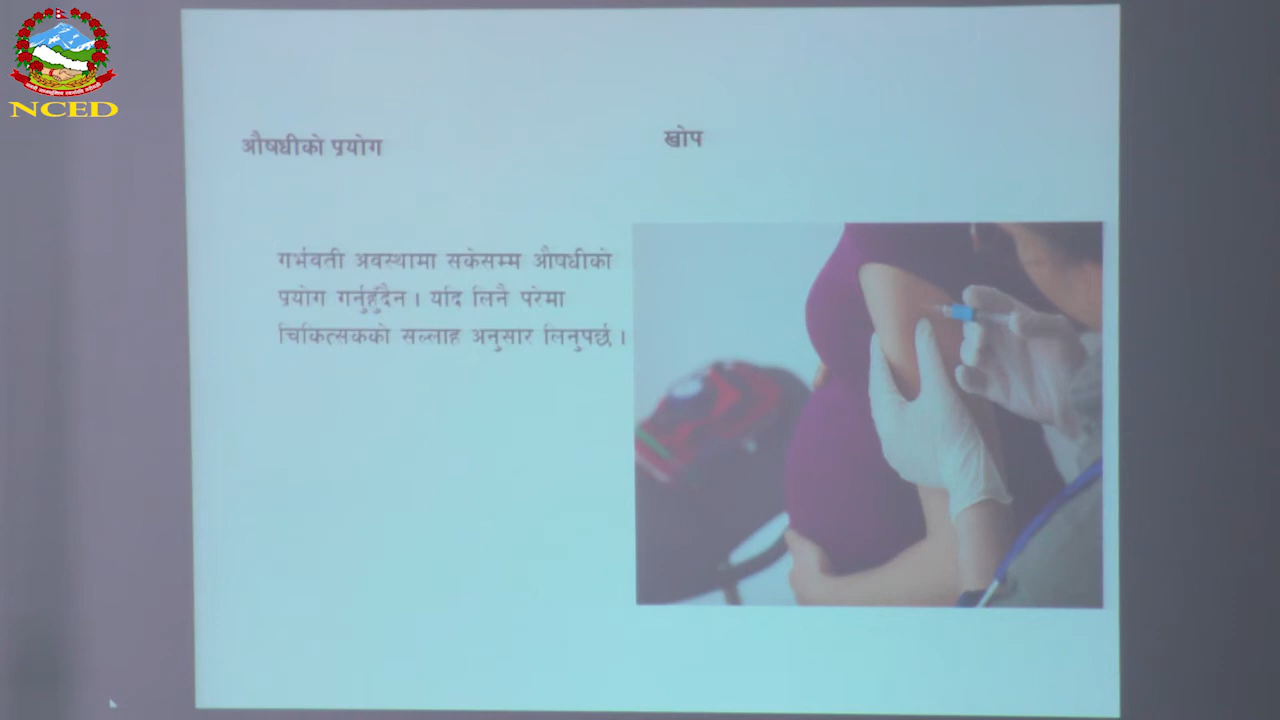 NCED
औषधीको प्रयोग
खोप
गर्भवती अवस्थामा सकेसम्म औषधीको
प्रयोग गर्नुहुँदैन । यदि लिनै परेमा
चिकित्सकको सल्लाह अनुसार लिनुपर्छ ।